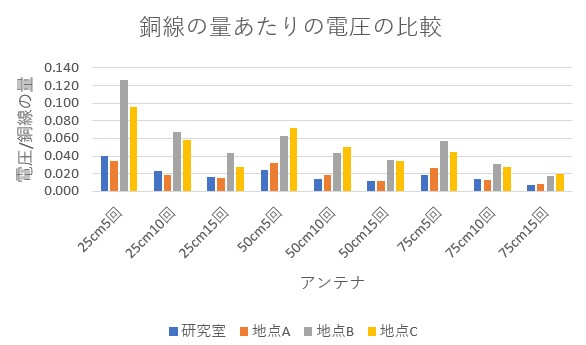 銅線の量あたりの電圧の比較
電圧/銅線の量
0.140
0.120
0.100
0.080
0.060
0.040
0.020
0.000
25cm5回
25cm10回
25cm15回
50cm5回
50cm10回
50cm15回
75cm5回
75cm10回
75cm15回
アンテナ
研究室 地点A 地点B 地点C